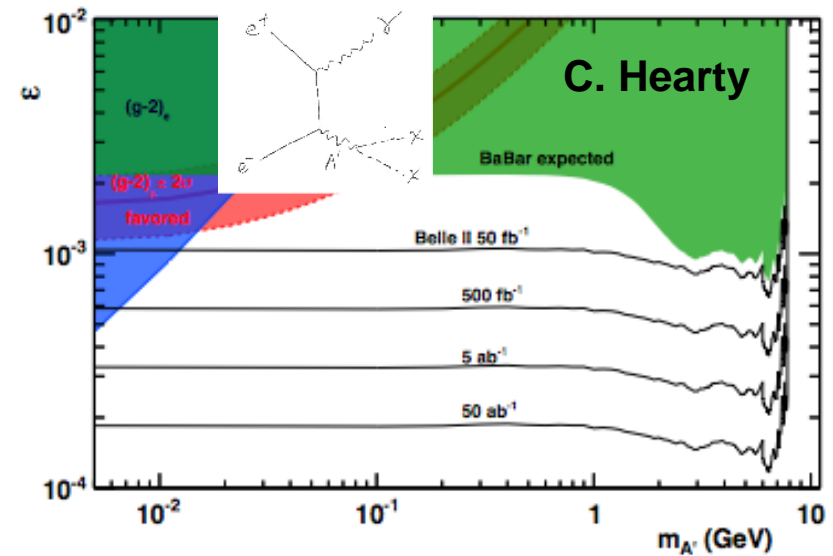 10⁻²
e⁺
γ
C. Hearty
ε
(g-2)ₑ
A'
χ
χ
e⁻
BaBar expected
± 2σ
favored
Belle II 50 fb⁻¹
10⁻³
500 fb⁻¹
5 ab⁻¹
50 ab⁻¹
10⁻⁴
10⁻² 10⁻¹ 1 10
m_A' (GeV)